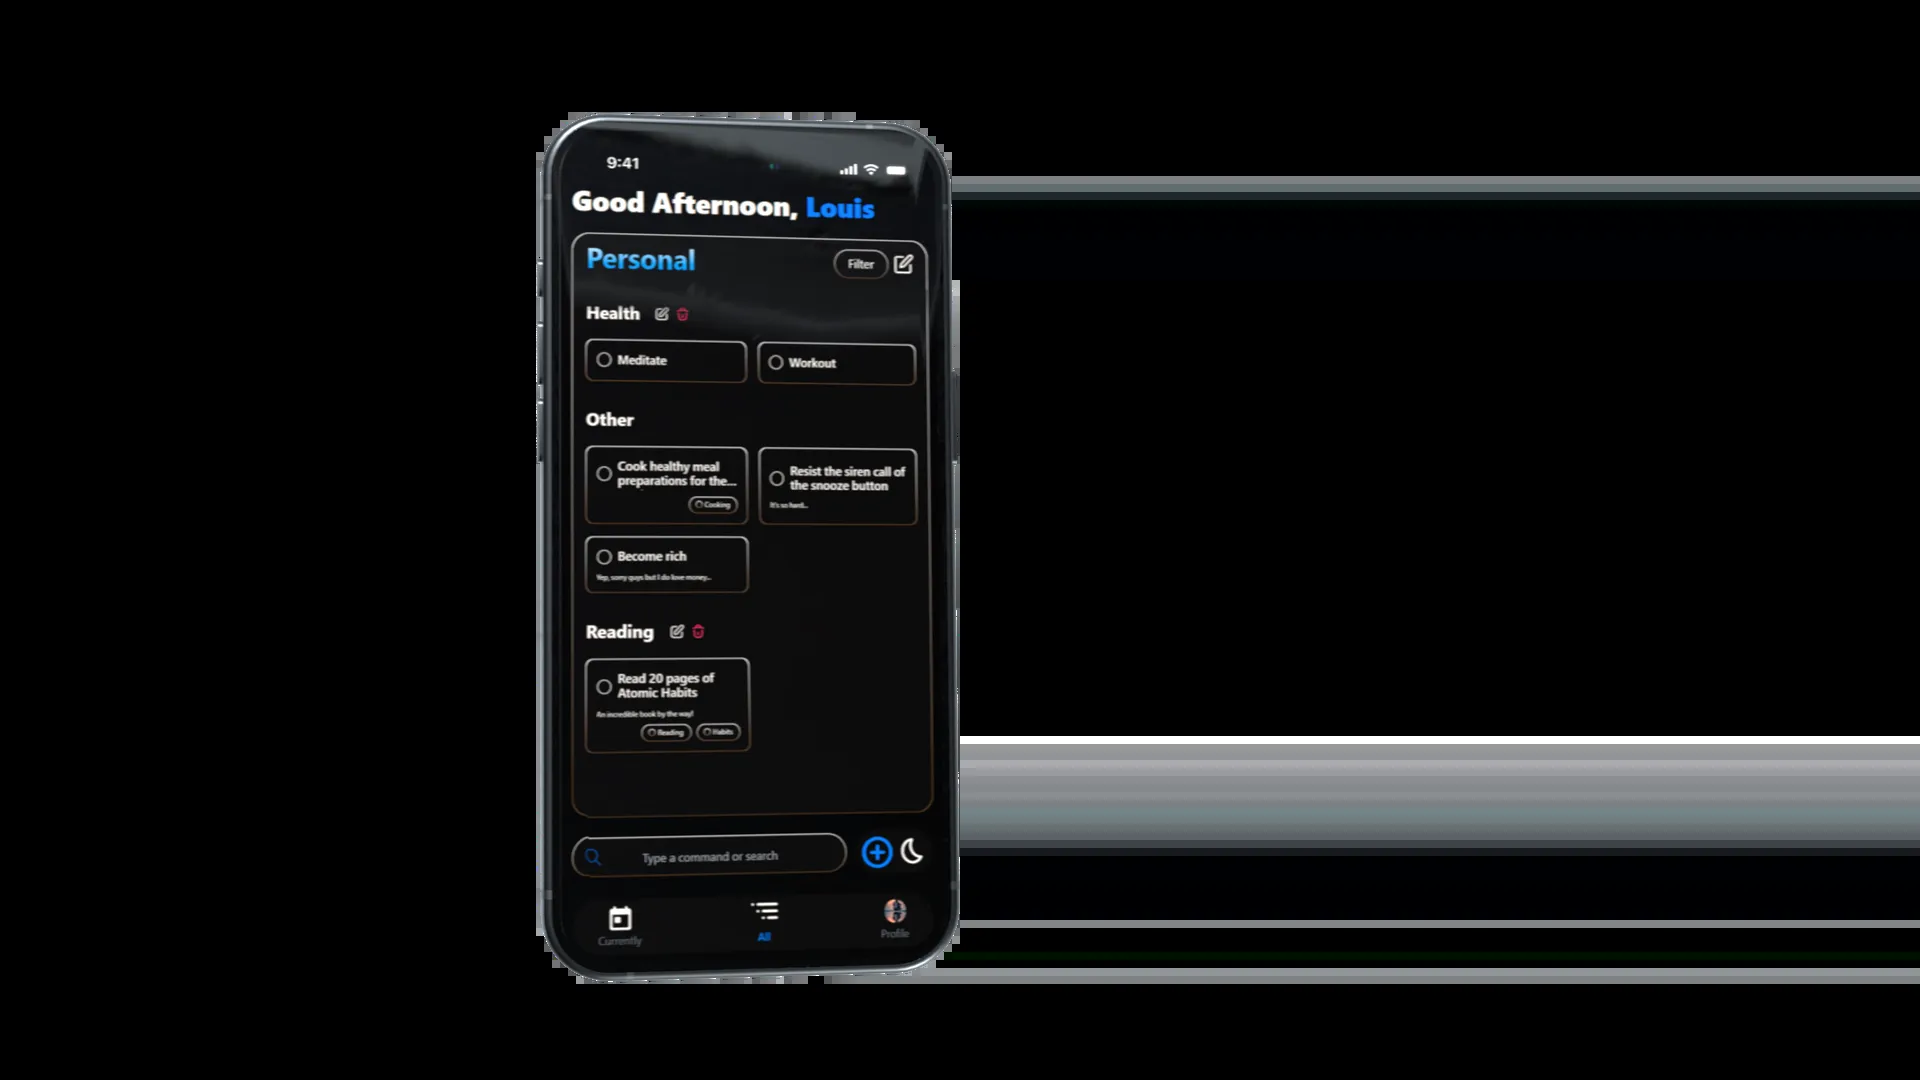 9:41
Good Afternoon, Louis
Personal
Filter
Health
Meditate
Workout
Other
Cook healthy meal
preparations for the...
Cooking
Resist the siren call of
the snooze button
It's so hard...
Become rich
Yep, sorry guys but I do love money...
Reading
Read 20 pages of
Atomic Habits
An incredible book by the way!
Reading
Habits
Type a command or search
Currently
All
Profile